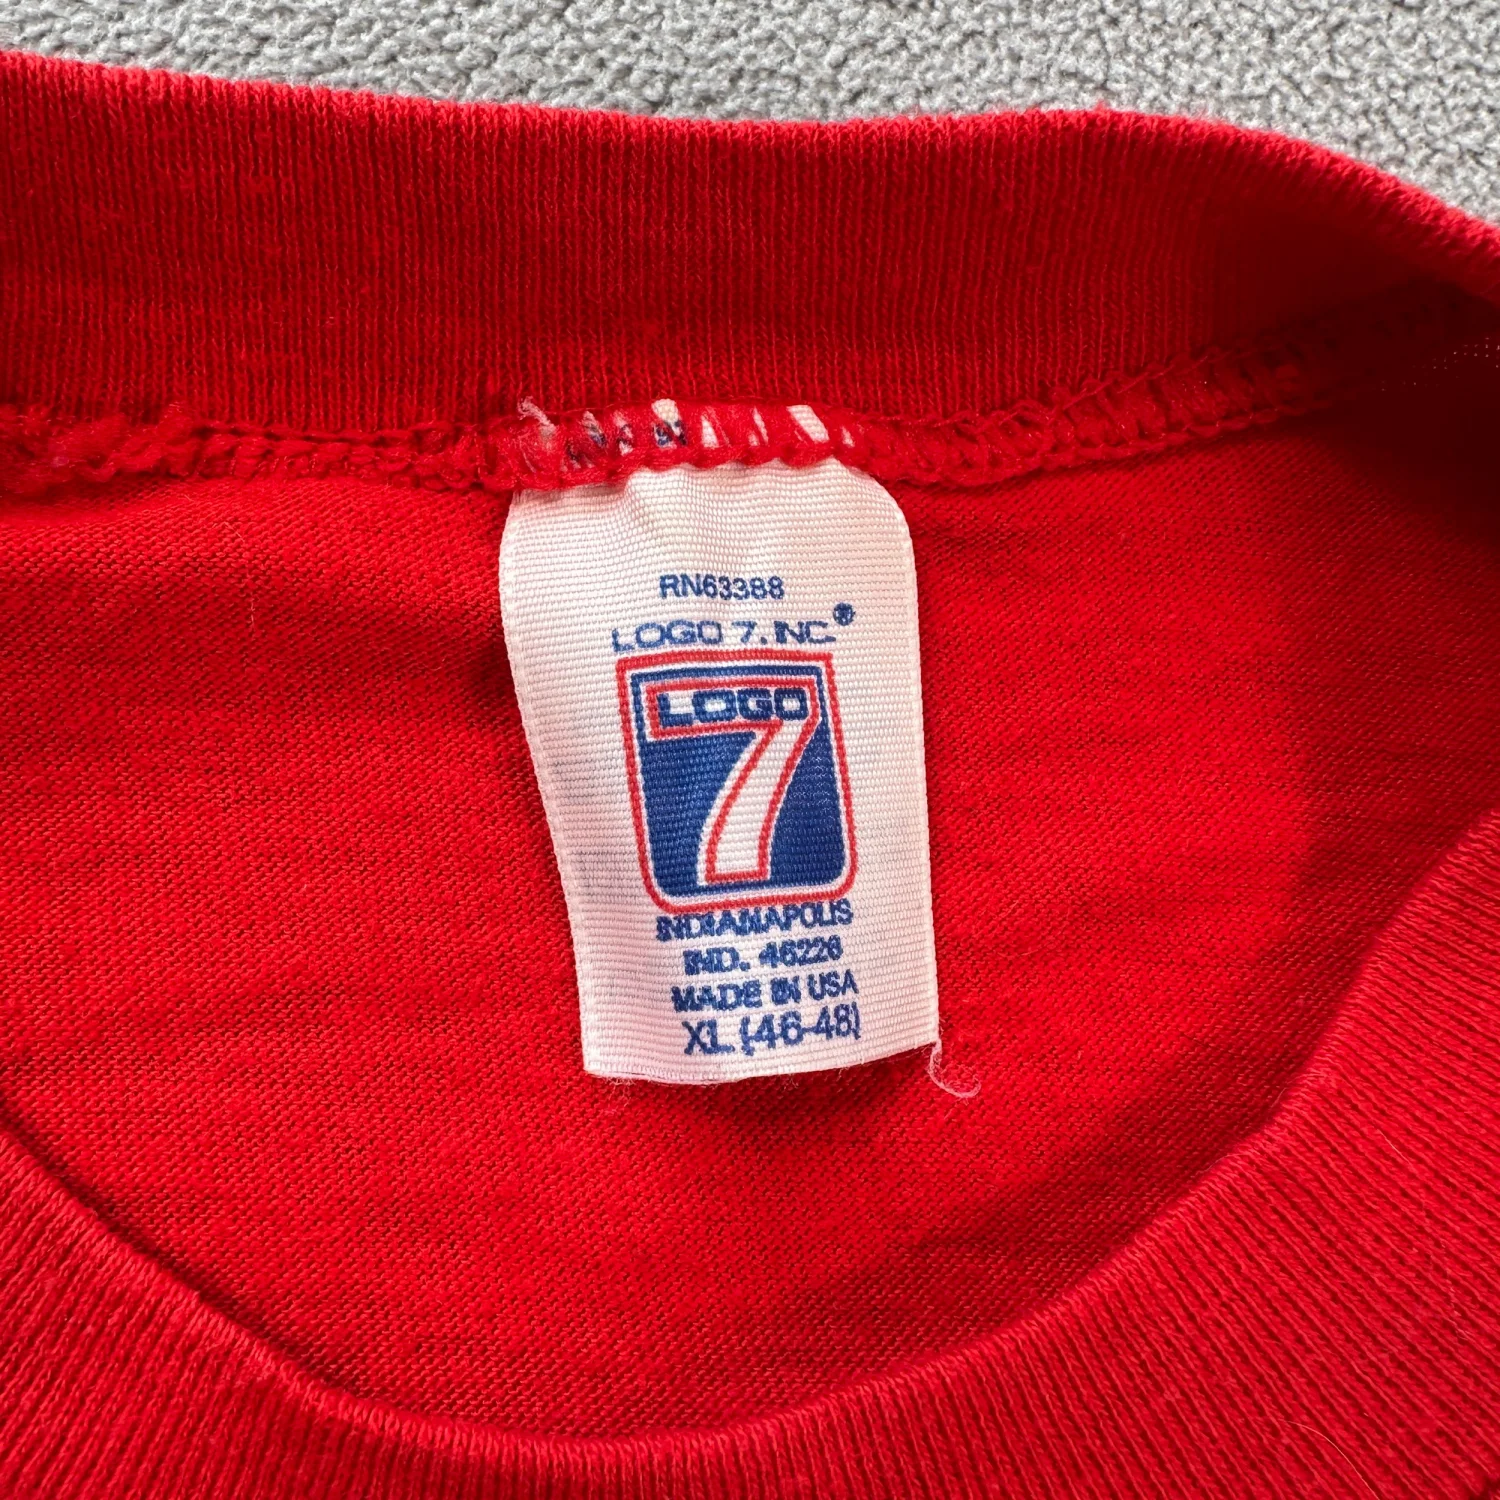 RN63388
LOGO 7, INC®
LOGO
7
INDIANAPOLIS
IND. 46226
MADE IN USA
XL (46-48)